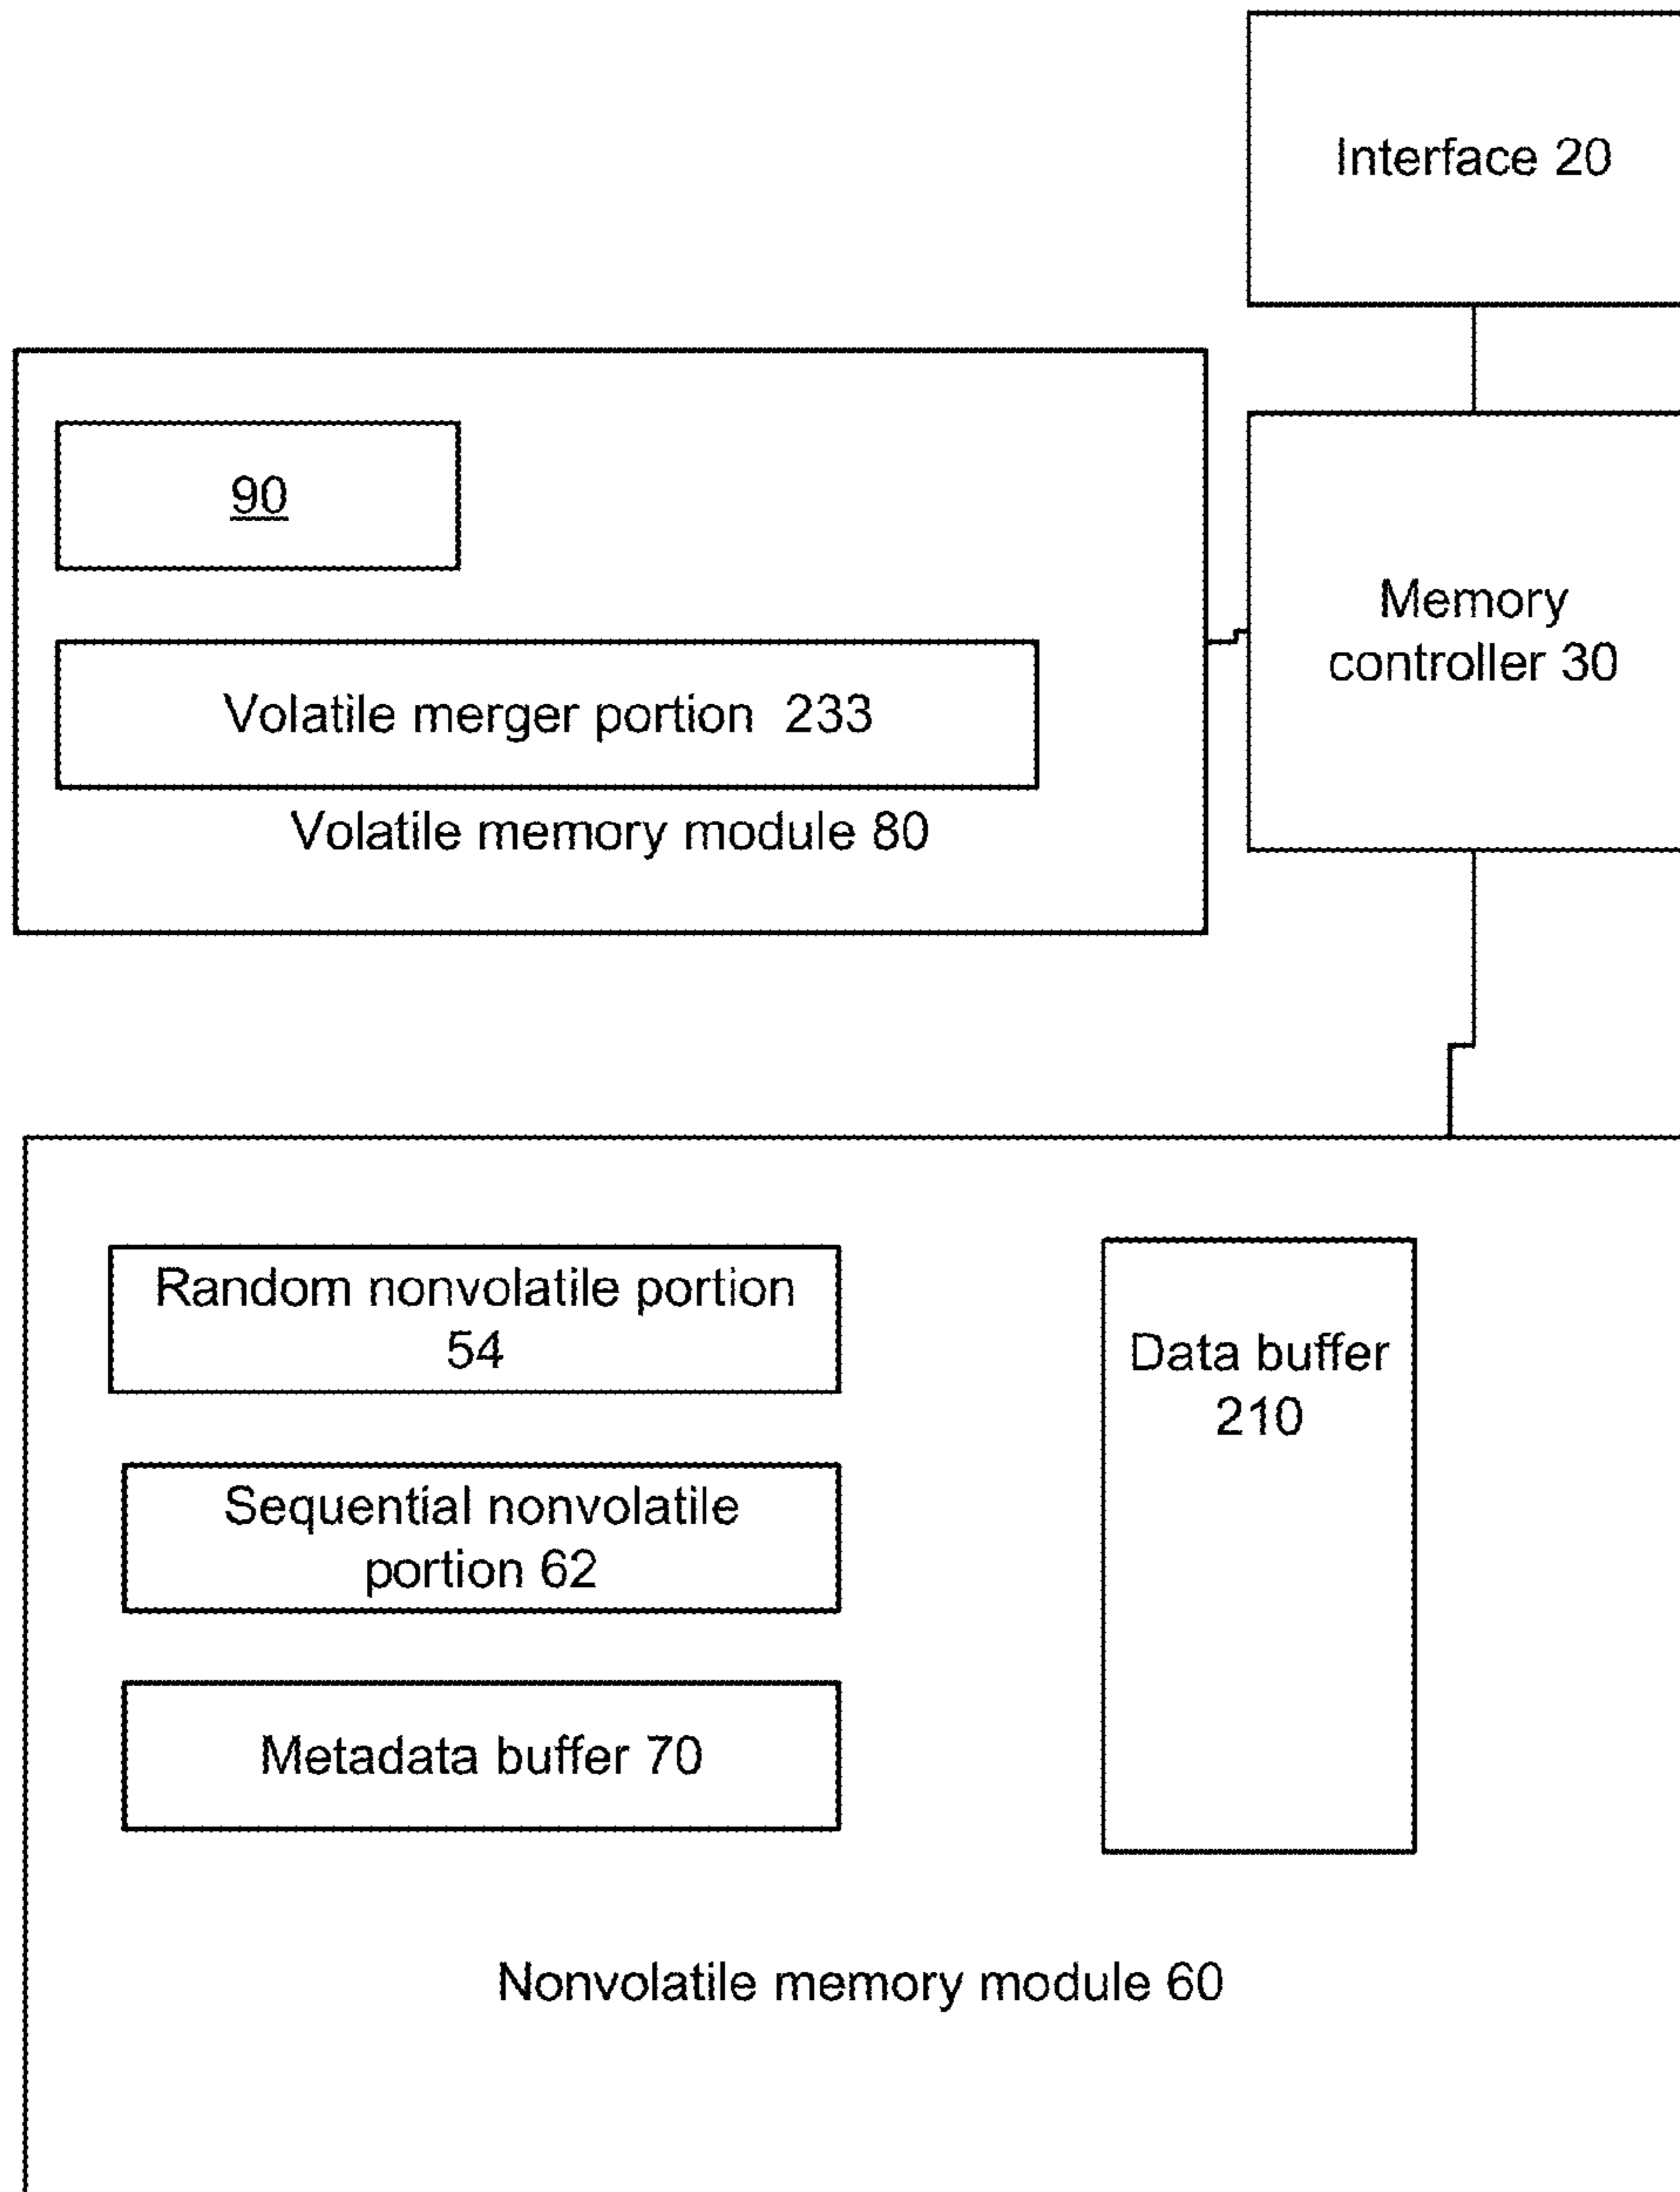 Interface 20
90
Memory
controller 30
Volatile merger portion 233
Volatile memory module 80
Random nonvolatile portion
54
Data buffer
210
Sequential nonvolatile
portion 62
Metadata buffer 70
Nonvolatile memory module 60